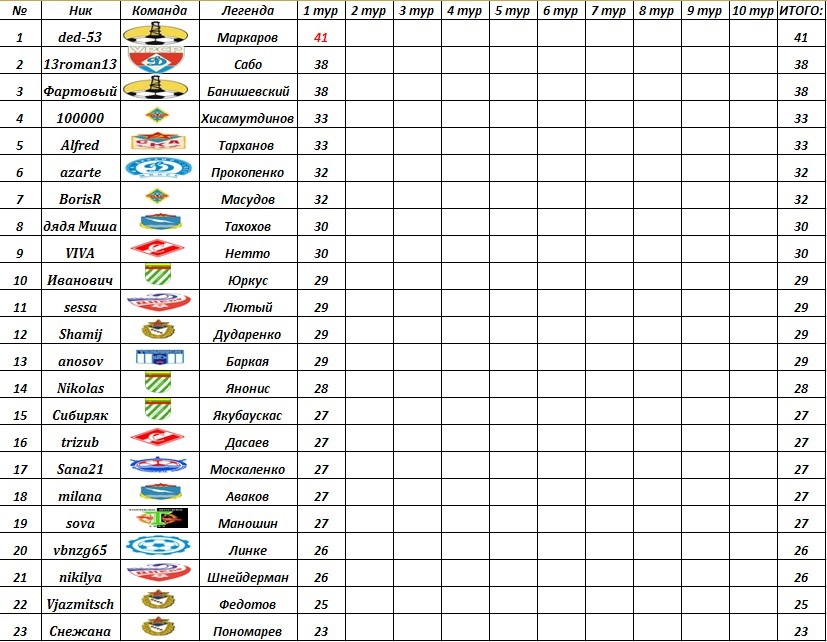 № Ник Команда Легенда 1 тур 2 тур 3 тур 4 тур 5 тур 6 тур 7 тур 8 тур 9 тур 10 тур ИТОГО:
1 ded-53 Маркаров 41 41
2 13roman13 Сабо 38 38
3 Фартовый Банишевский 38 38
4 100000 Хисамутдинов 33 33
5 Alfred Тарханов 33 33
6 azarte Прокопенко 32 32
7 BorisR Масудов 32 32
8 дядя Миша Тахохов 30 30
9 VIVA Нетто 30 30
10 Иванович Юркус 29 29
11 sessa Лютый 29 29
12 Shamij Дударенко 29 29
13 anosov Баркая 29 29
14 Nikolas Янонис 28 28
15 Сибиряк Якубаускас 27 27
16 trizub Дасаев 27 27
17 Sana21 Москаленко 27 27
18 milana Аваков 27 27
19 sova Маношин 27 27
20 vbnzg65 Линке 26 26
21 nikilya Шнейдерман 26 26
22 Vjazmitsch Федотов 25 25
23 Снежана Пономарев 23 23